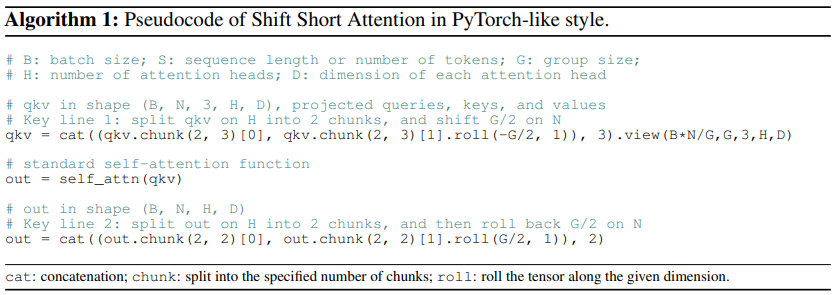 Algorithm 1: Pseudocode of Shift Short Attention in PyTorch-like style.
# B: batch size; S: sequence length or number of tokens; G: group size;
# H: number of attention heads; D: dimension of each attention head
# qkv in shape (B, N, 3, H, D), projected queries, keys, and values
# Key line 1: split qkv on H into 2 chunks, and shift G/2 on N
qkv = cat((qkv.chunk(2, 3)[0], qkv.chunk(2, 3)[1].roll(-G/2, 1)), 3).view(B*N/G,G,3,H,D)
# standard self-attention function
out = self_attn(qkv)
# out in shape (B, N, H, D)
# Key line 2: split out on H into 2 chunks, and then roll back G/2 on N
out = cat((out.chunk(2, 2)[0], out.chunk(2, 2)[1].roll(G/2, 1)), 2)
cat: concatenation; chunk: split into the specified number of chunks; roll: roll the tensor along the given dimension.